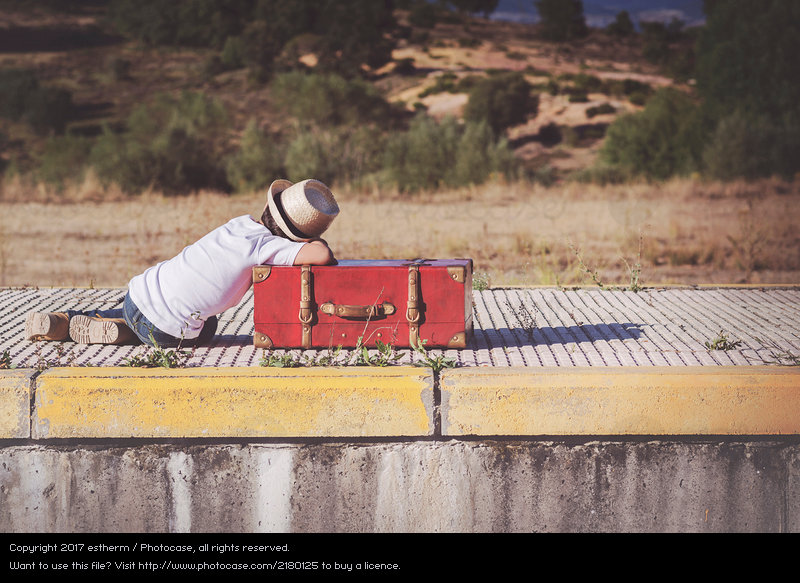 Copyright 2017 estherm / Photocase, all rights reserved.
Want to use this file? Visit http://www.photocase.com/2180125 to buy a licence.